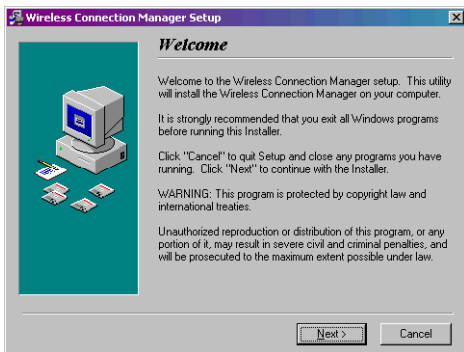 Wireless Connection Manager Setup
Welcome
Welcome to the Wireless Connection Manager setup. This utility
will install the Wireless Connection Manager on your computer.
It is strongly recommended that you exit all Windows programs
before running this Installer.
Click "Cancel" to quit Setup and close any programs you have
running. Click "Next" to continue with the Installer.
WARNING: This program is protected by copyright law and
international treaties.
Unauthorized reproduction or distribution of this program, or any
portion of it, may result in severe civil and criminal penalties, and
will be prosecuted to the maximum extent possible under law.
Next >
Cancel